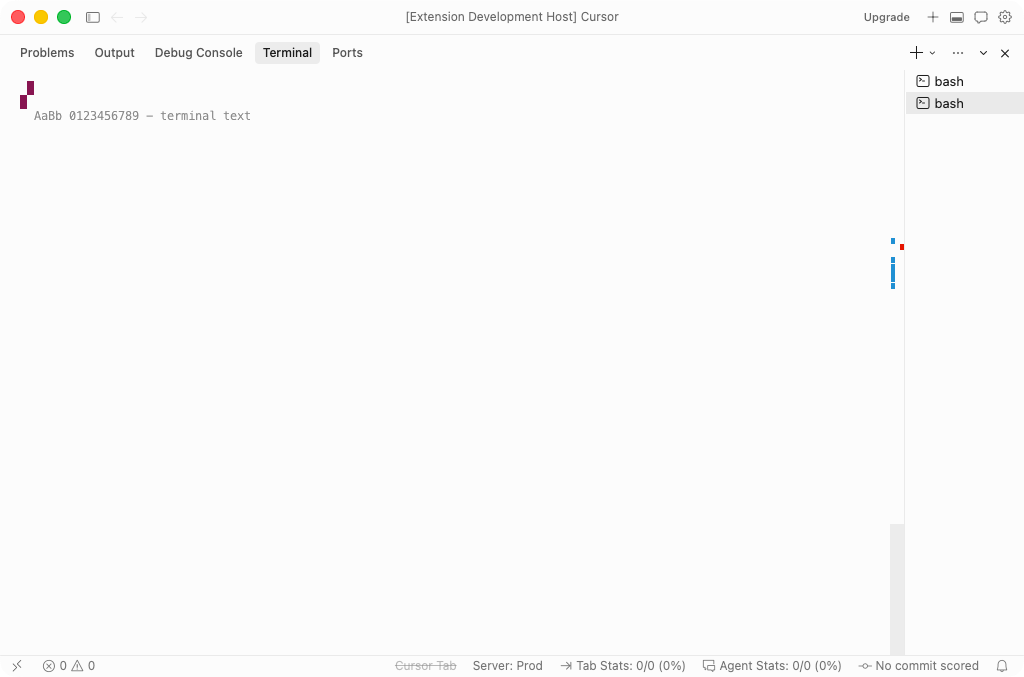 [Extension Development Host] Cursor
Upgrade
Problems Output Debug Console Terminal Ports
bash
bash
AaBb 0123456789 — terminal text
0 0 Cursor Tab Server: Prod Tab Stats: 0/0 (0%) Agent Stats: 0/0 (0%) No commit scored